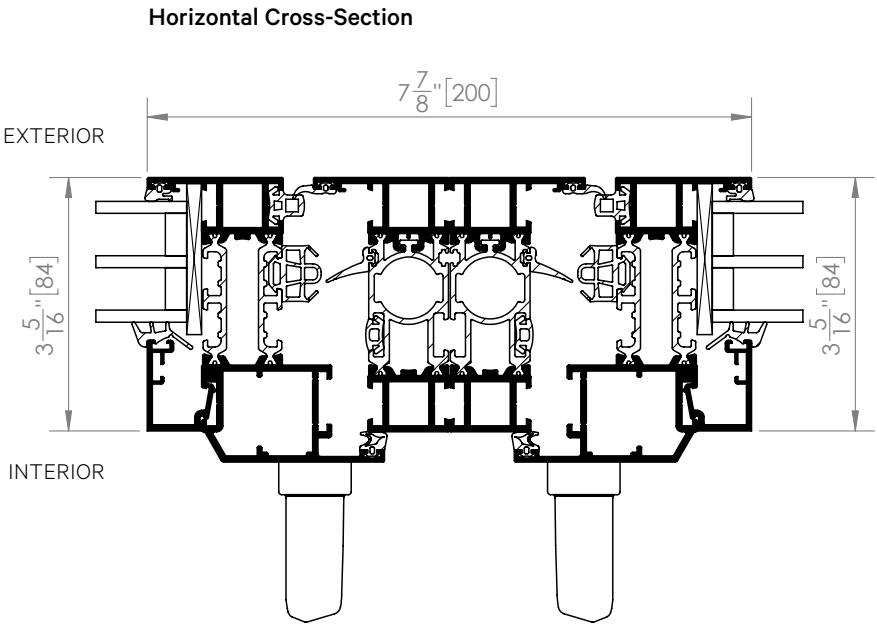 Horizontal Cross-Section
7 7/8" [200]
EXTERIOR
3 5/16" [84]
3 5/16" [84]
INTERIOR